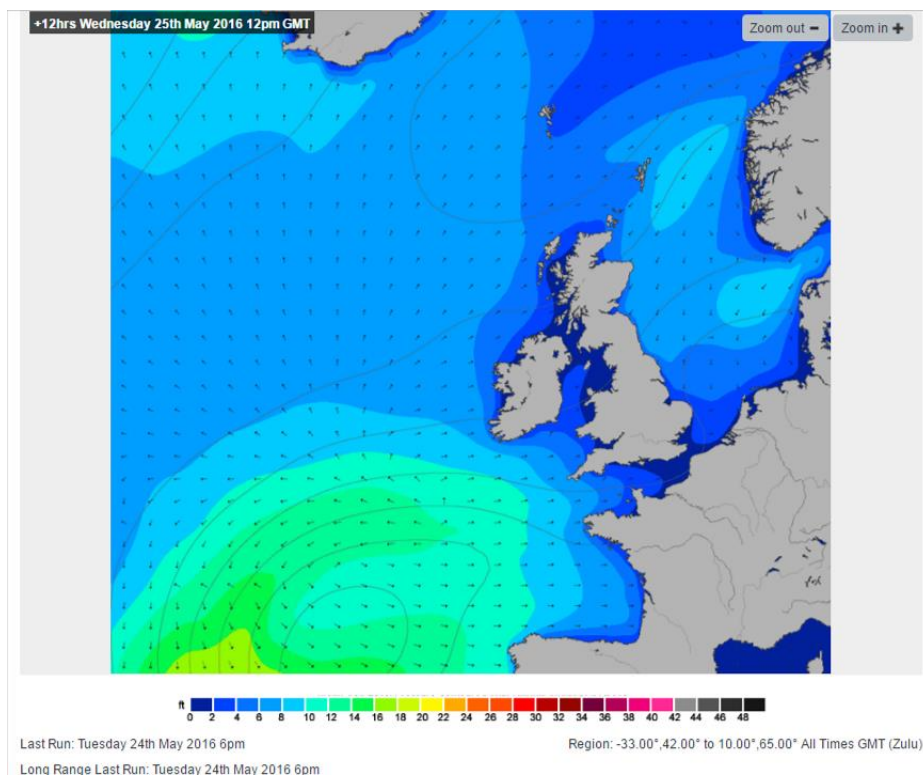 +12hrs Wednesday 25th May 2016 12pm GMT
Zoom out −
Zoom in +
ft
0 2 4 6 8 10 12 14 16 18 20 22 24 26 28 30 32 34 36 38 40 42 44 46 48
Last Run: Tuesday 24th May 2016 6pm
Region: -33.00°,42.00° to 10.00°,65.00° All Times GMT (Zulu)
Long Range Last Run: Tuesday 24th May 2016 6pm